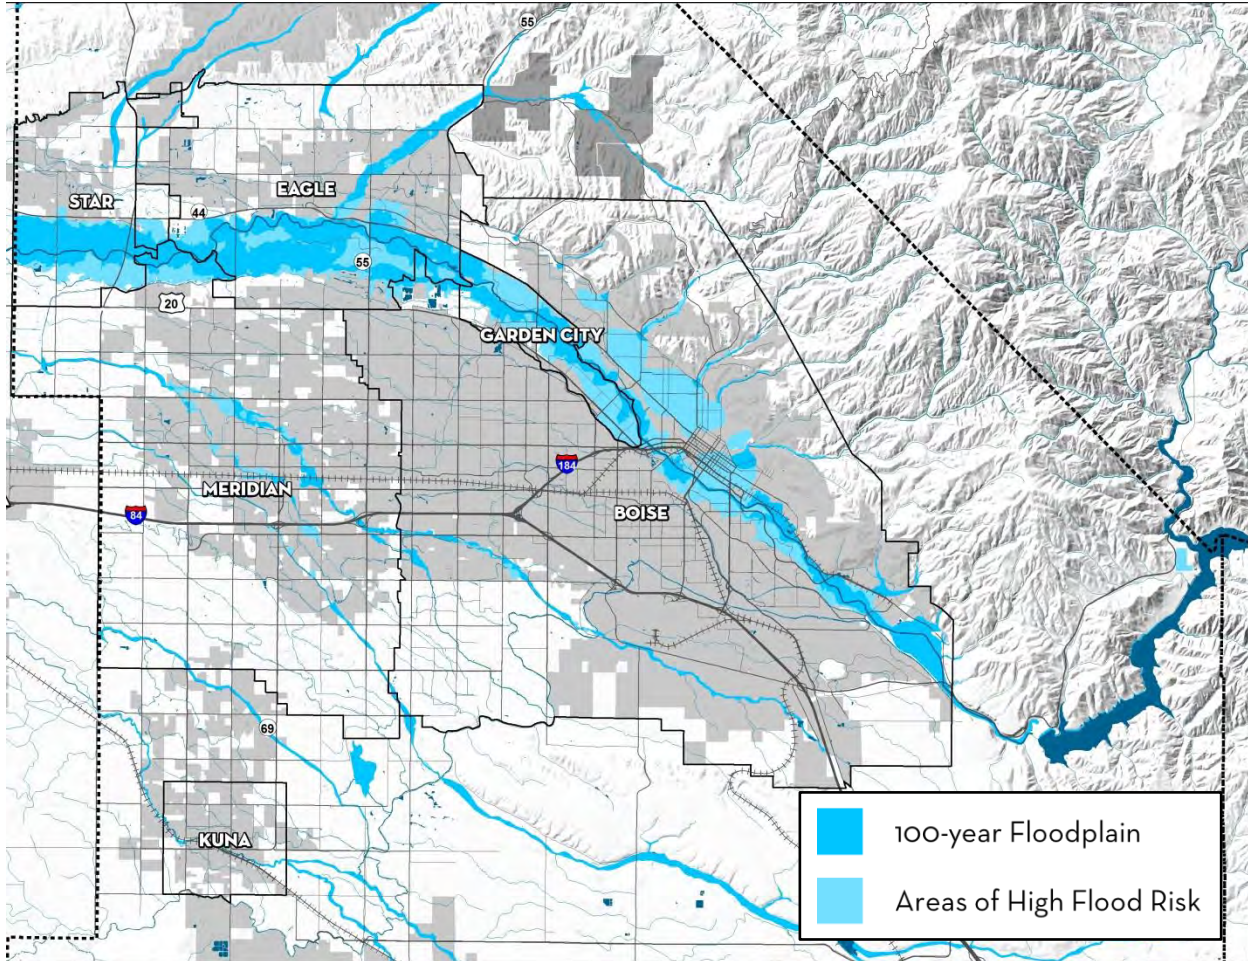 55
EAGLE
STAR
44
55
20
GARDEN CITY
184
MERIDIAN
84
BOISE
69
KUNA
100-year Floodplain
Areas of High Flood Risk